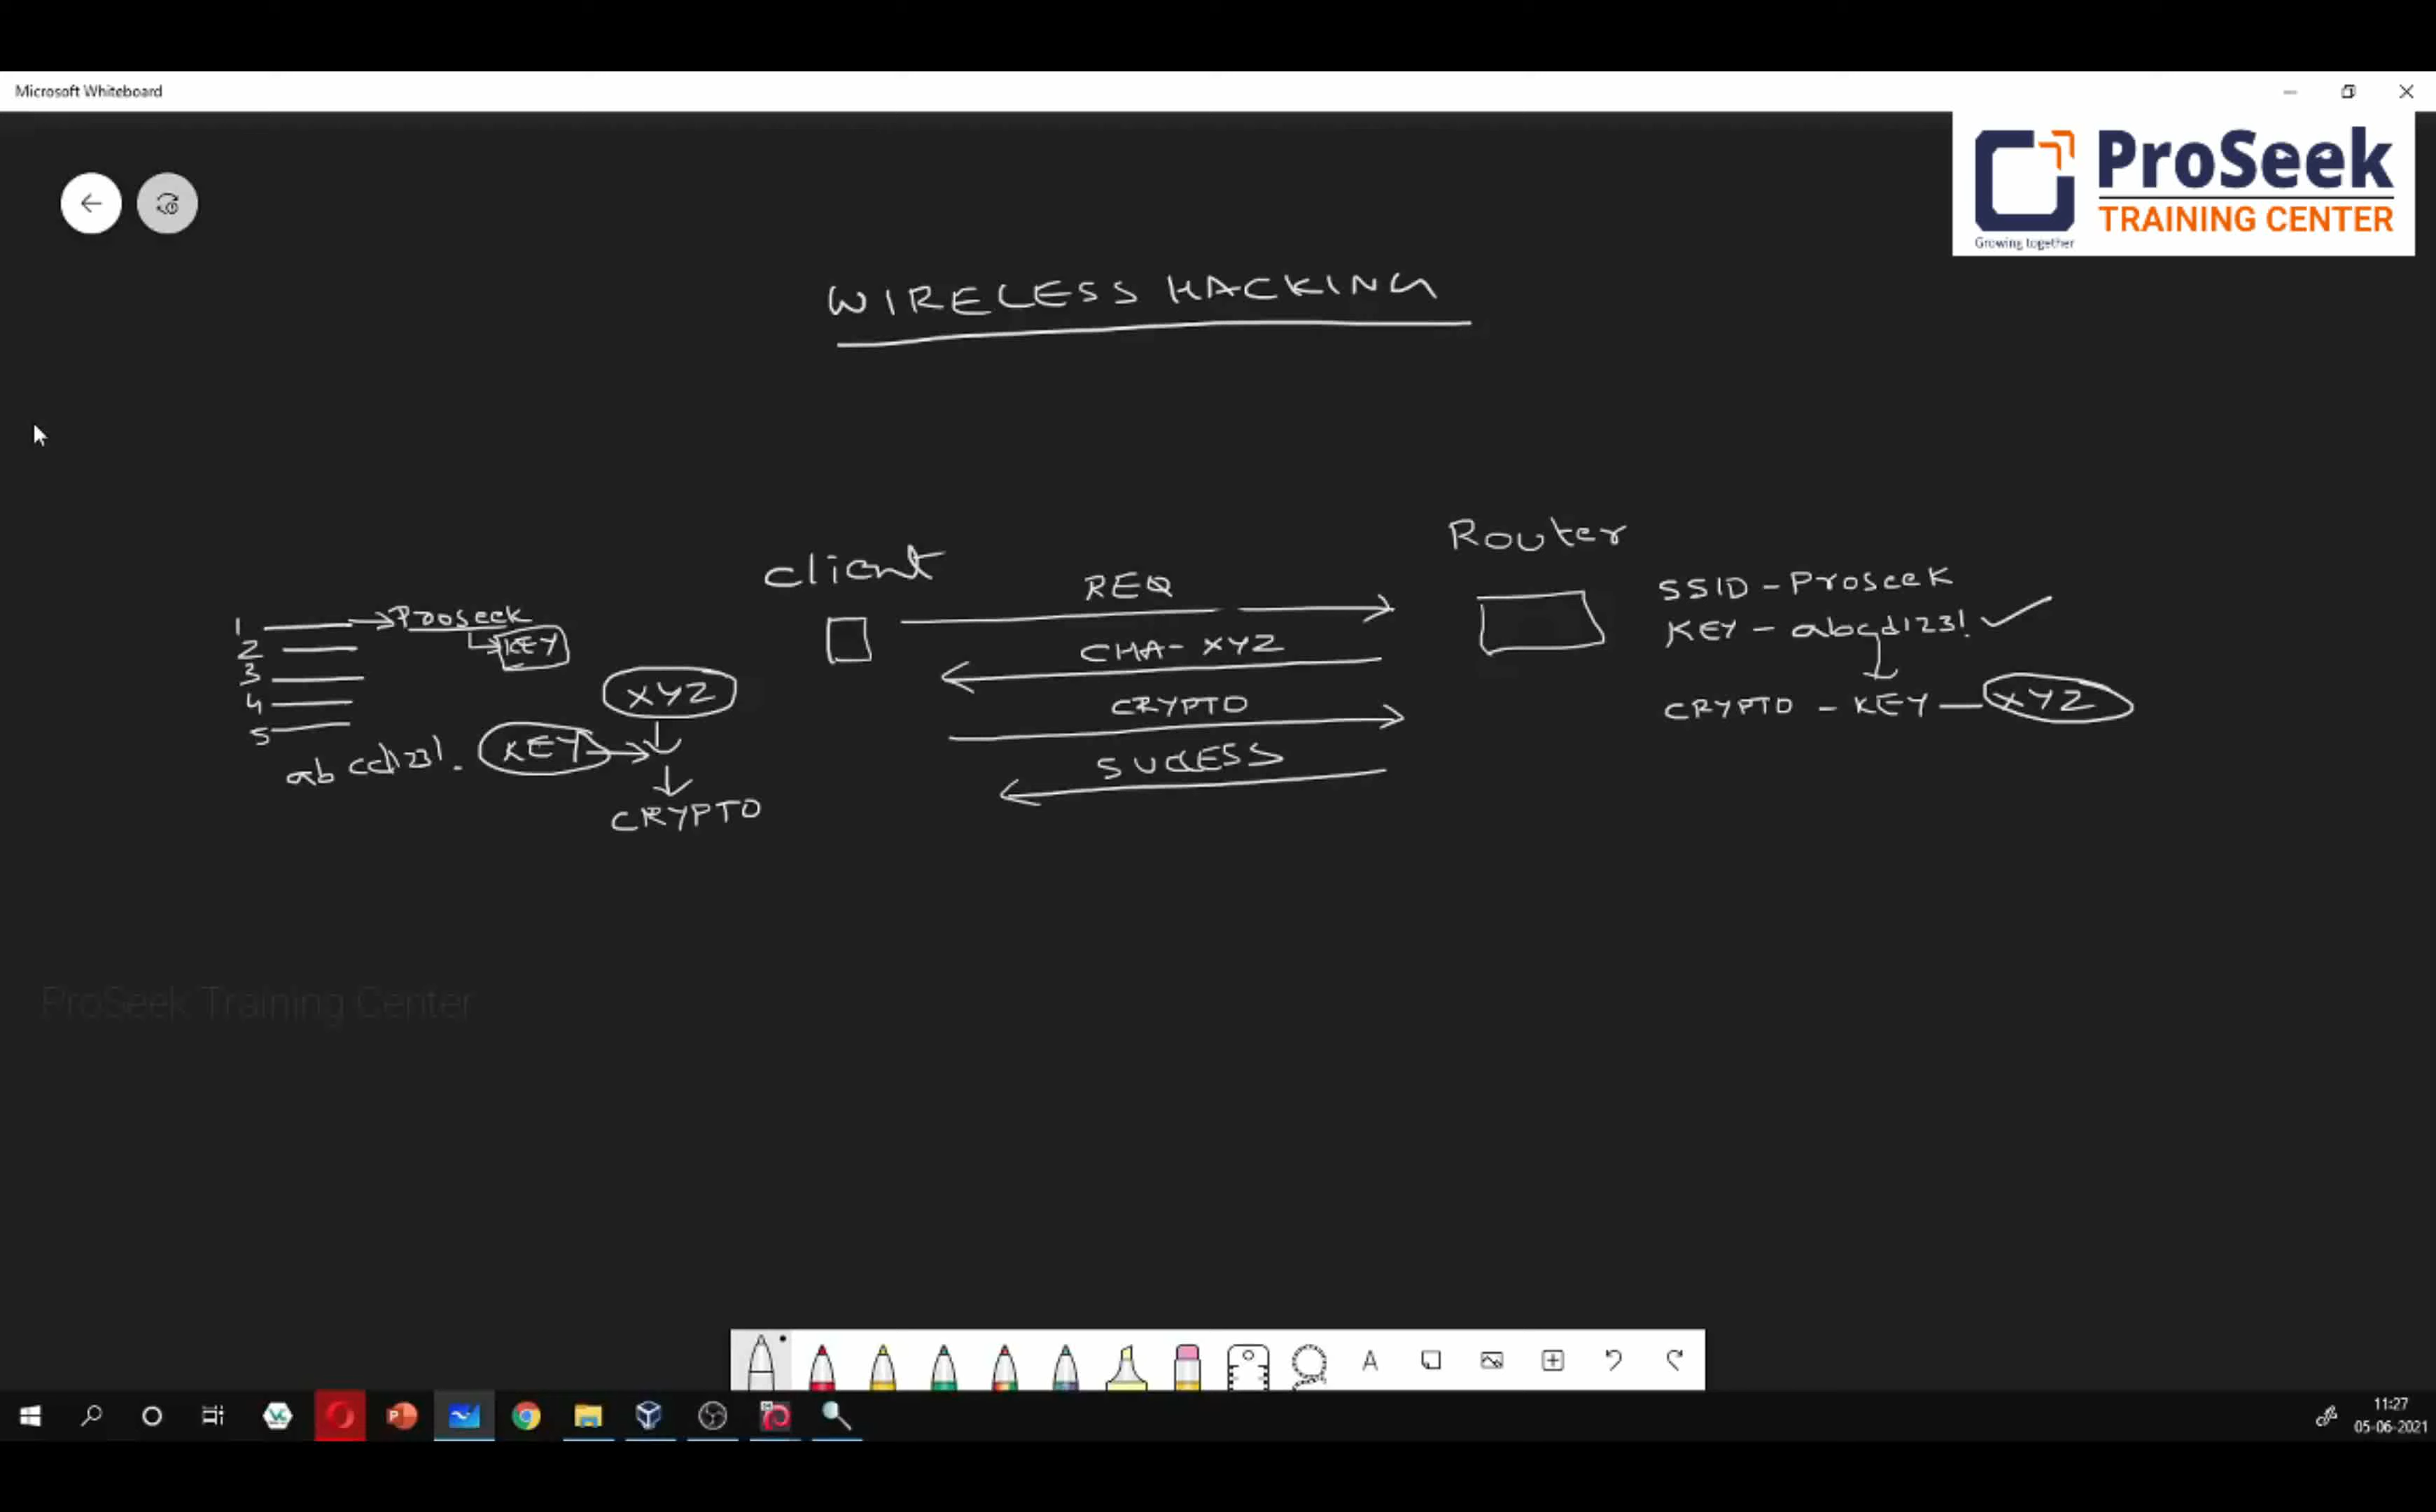 Microsoft Whiteboard
ProSeek
TRAINING CENTER
Growing together
WIRELESS HACKING
Client
Router
REQ
SSID - Proseek
1 Proseek
KEY - abcd123!
2 KEY
CHA - XYZ
3
XYZ
4
CRYPTO
CRYPTO - KEY - XYZ
5
KEY
abcd123!.
SUCCESS
CRYPTO
ProSeek Training Center
A
11:27
05-06-2021